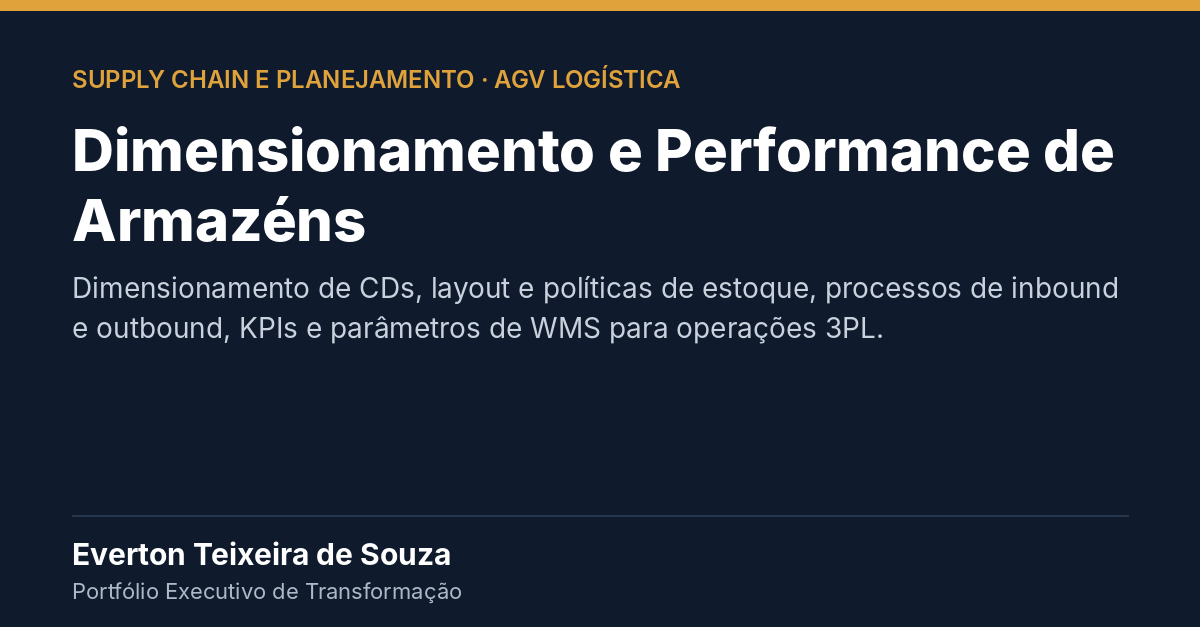 SUPPLY CHAIN E PLANEJAMENTO · AGV LOGÍSTICA
Dimensionamento e Performance de
Armazéns
Dimensionamento de CDs, layout e políticas de estoque, processos de inbound
e outbound, KPIs e parâmetros de WMS para operações 3PL.
Everton Teixeira de Souza
Portfólio Executivo de Transformação